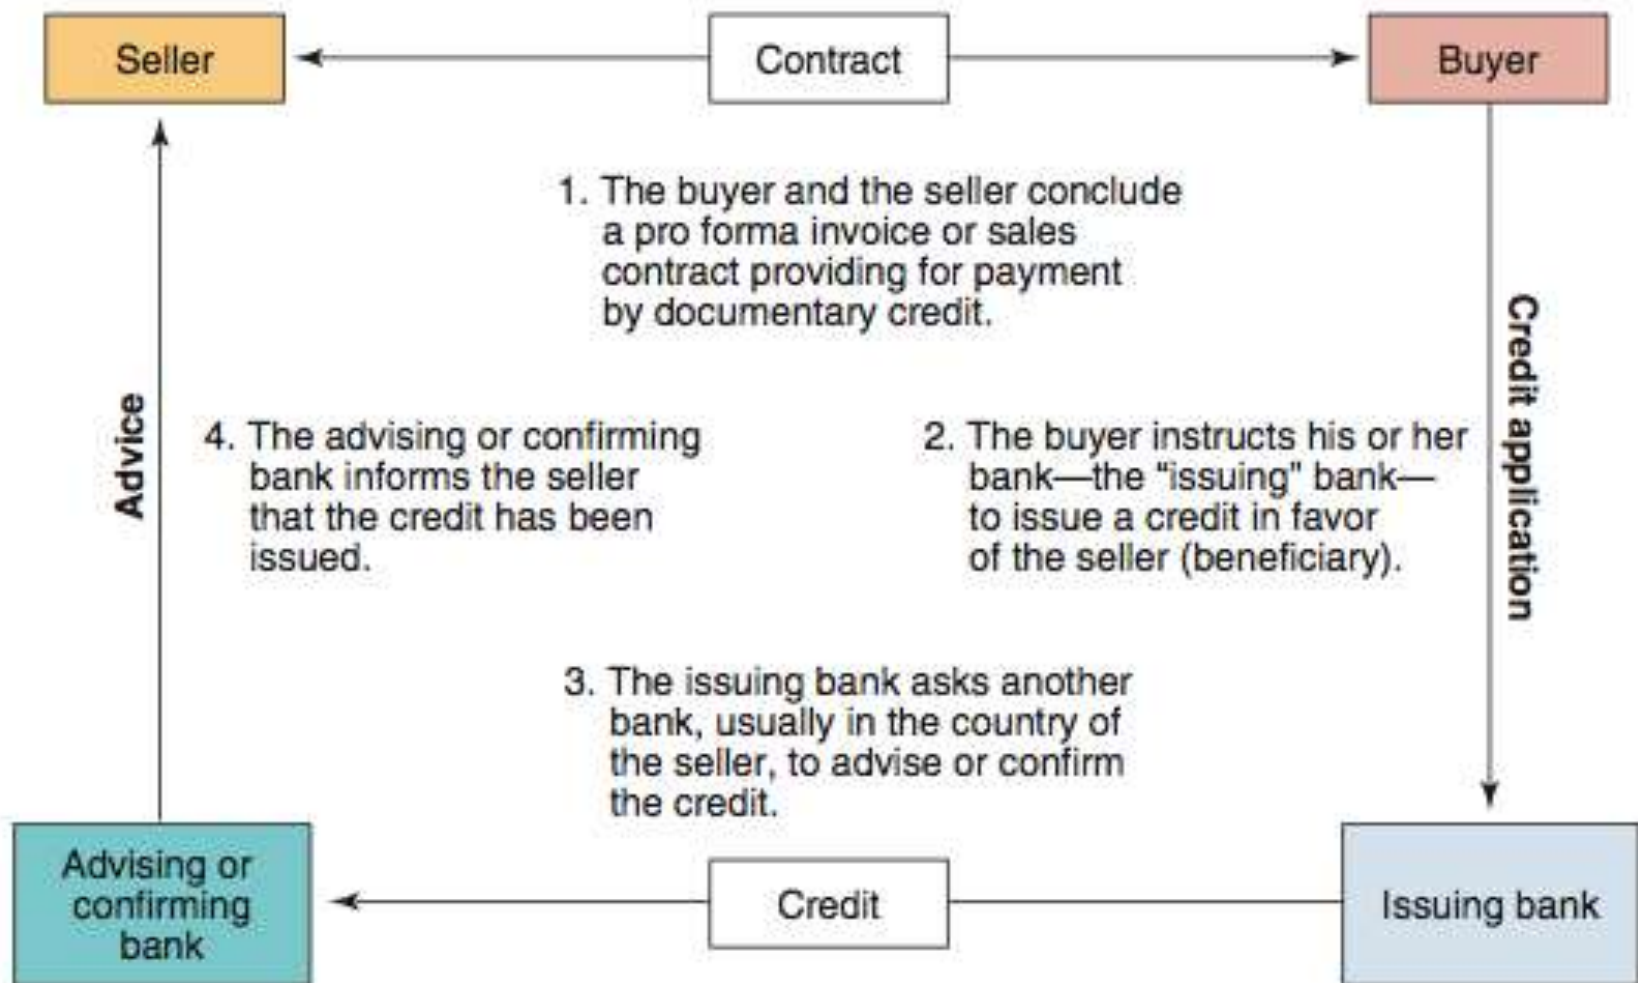 Seller
Contract
Buyer
1. The buyer and the seller conclude
a pro forma invoice or sales
contract providing for payment
by documentary credit.
Advice
4. The advising or confirming
bank informs the seller
that the credit has been
issued.
2. The buyer instructs his or her
bank—the "issuing" bank—
to issue a credit in favor
of the seller (beneficiary).
Credit application
3. The issuing bank asks another
bank, usually in the country of
the seller, to advise or confirm
the credit.
Advising or
confirming
bank
Credit
Issuing bank